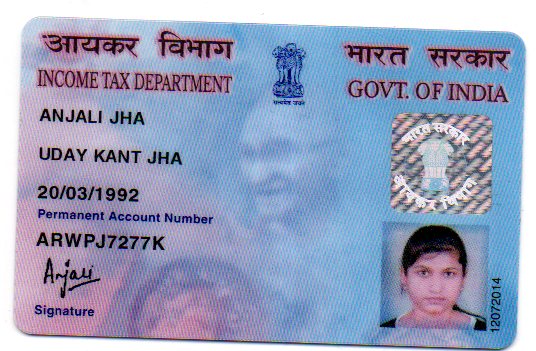 आयकर विभाग
INCOME TAX DEPARTMENT
भारत सरकार
GOVT. OF INDIA
सत्यमेव जयते
ANJALI JHA
UDAY KANT JHA
20/03/1992
Permanent Account Number
ARWPJ7277K
Anjali
Signature
भारत सरकार
आयकर विभाग
12072014